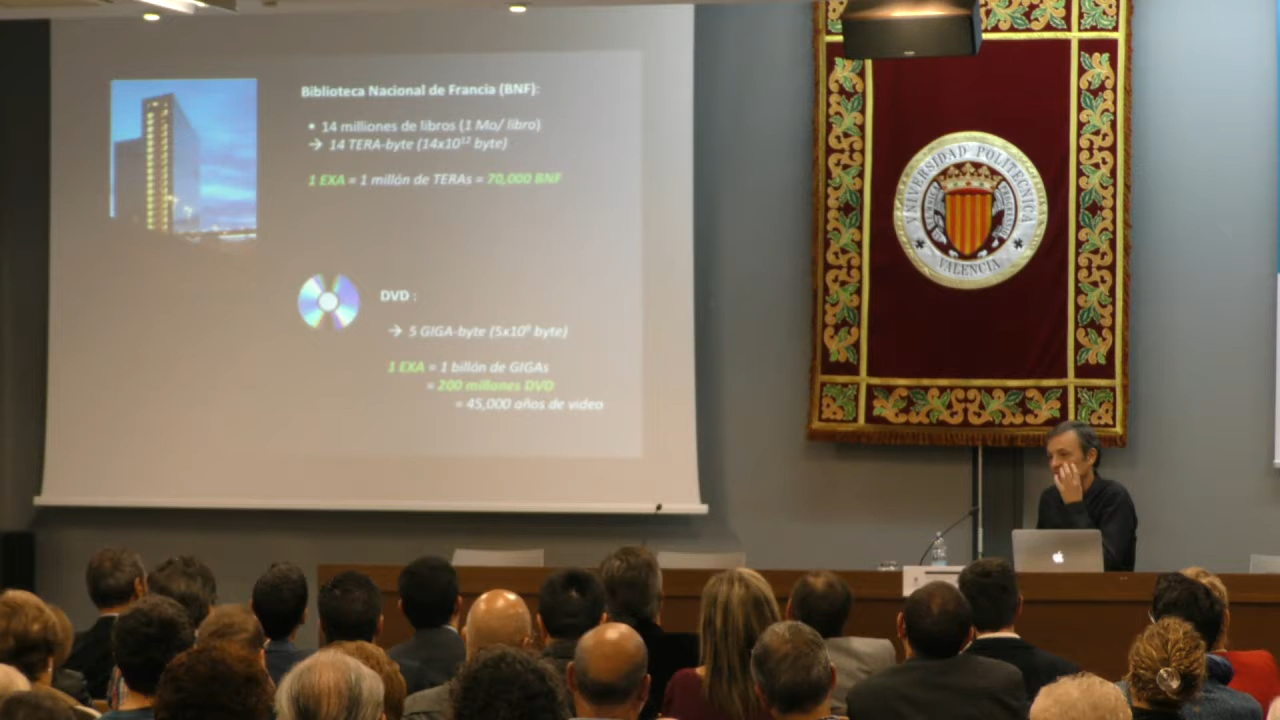 Biblioteca Nacional de Francia (BNF):
• 14 milliones de libros (1 Mo/ libro)
→ 14 TERA-byte (14x10¹² byte)
1 EXA = 1 millón de TERAs = 70,000 BNF
DVD :
→ 5 GIGA-byte (5x10⁹ byte)
1 EXA = 1 billón de GIGAs
= 200 millones DVD
= 45,000 años de video
VNIVERSIDAD POLITECNICA
VALENCIA